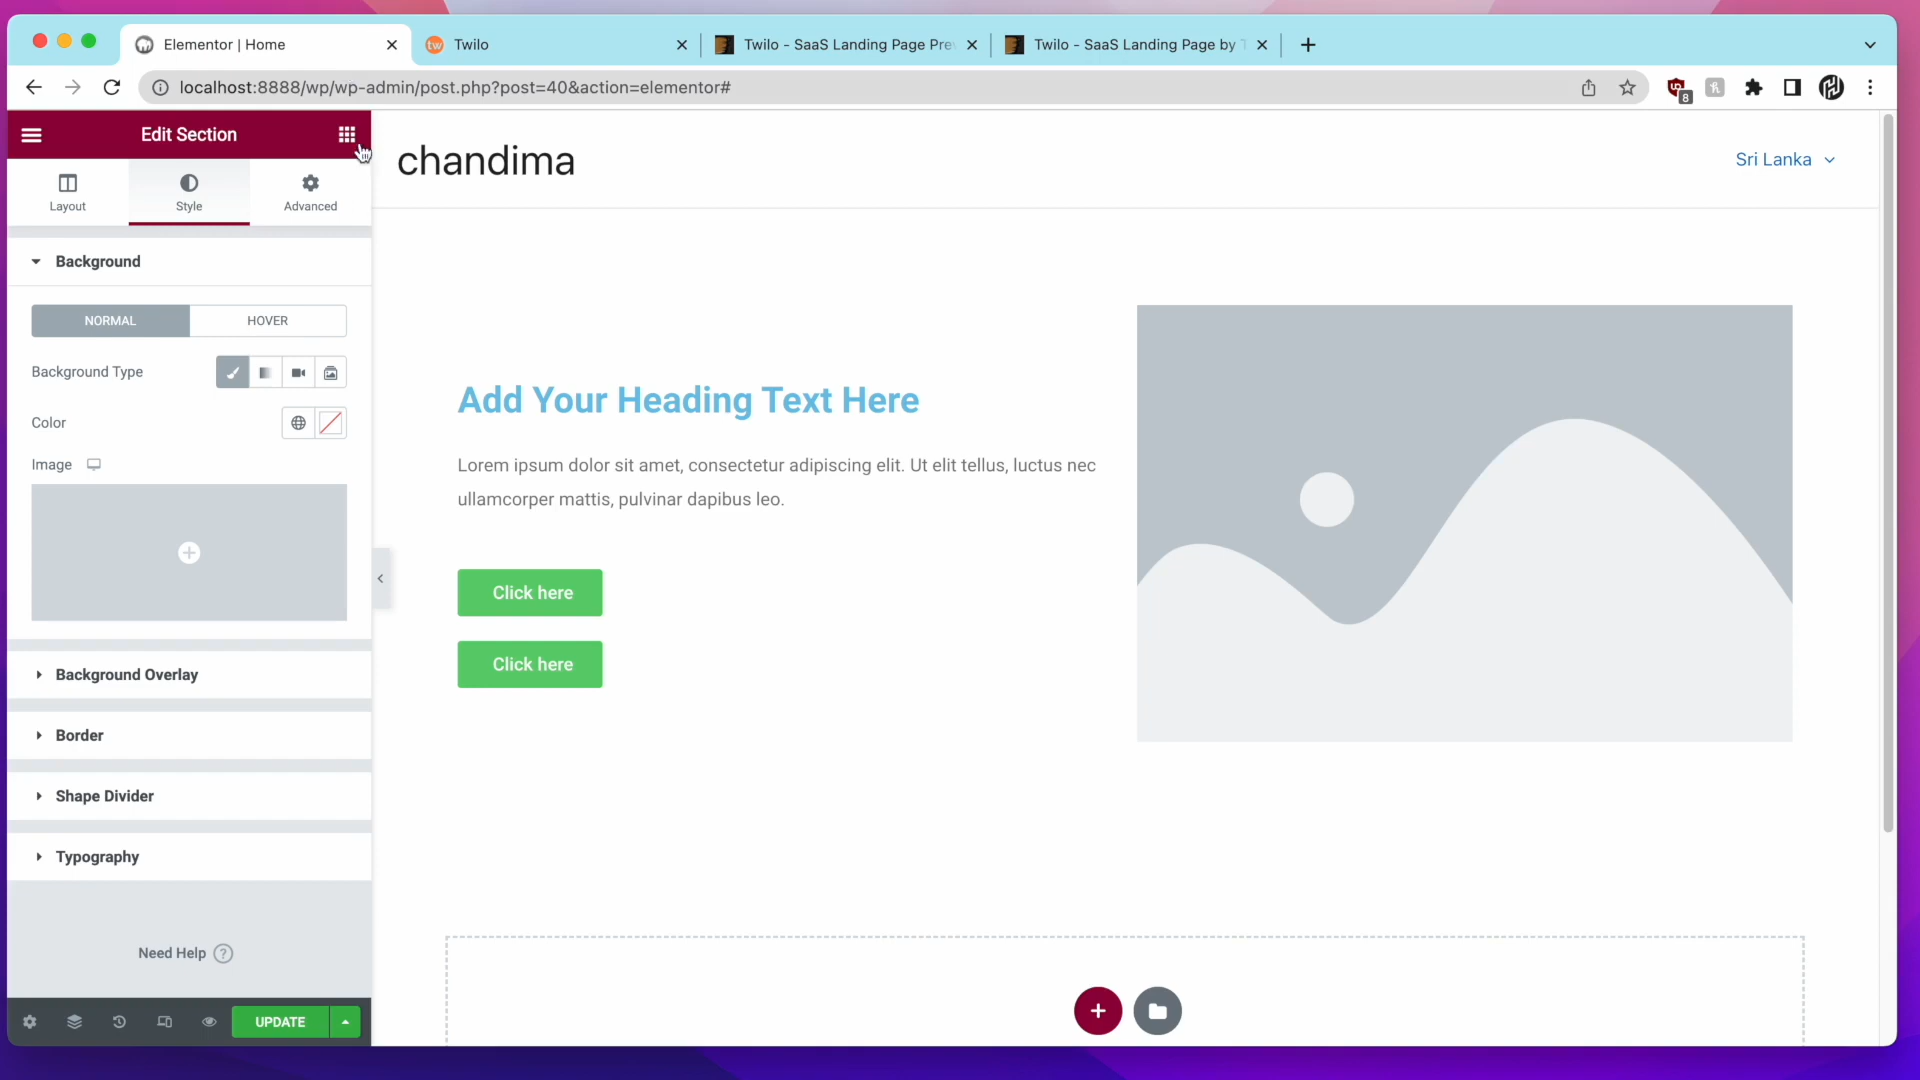 Elementor | Home
Twilo
Twilo - SaaS Landing Page Pre
Twilo - SaaS Landing Page by T
localhost:8888/wp/wp-admin/post.php?post=40&action=elementor#
8
Edit Section
Layout
Style
Advanced
Background
NORMAL
HOVER
Background Type
Color
Image
Background Overlay
Border
Shape Divider
Typography
Need Help ?
UPDATE
chandima
Sri Lanka
Add Your Heading Text Here
Lorem ipsum dolor sit amet, consectetur adipiscing elit. Ut elit tellus, luctus nec
ullamcorper mattis, pulvinar dapibus leo.
Click here
Click here